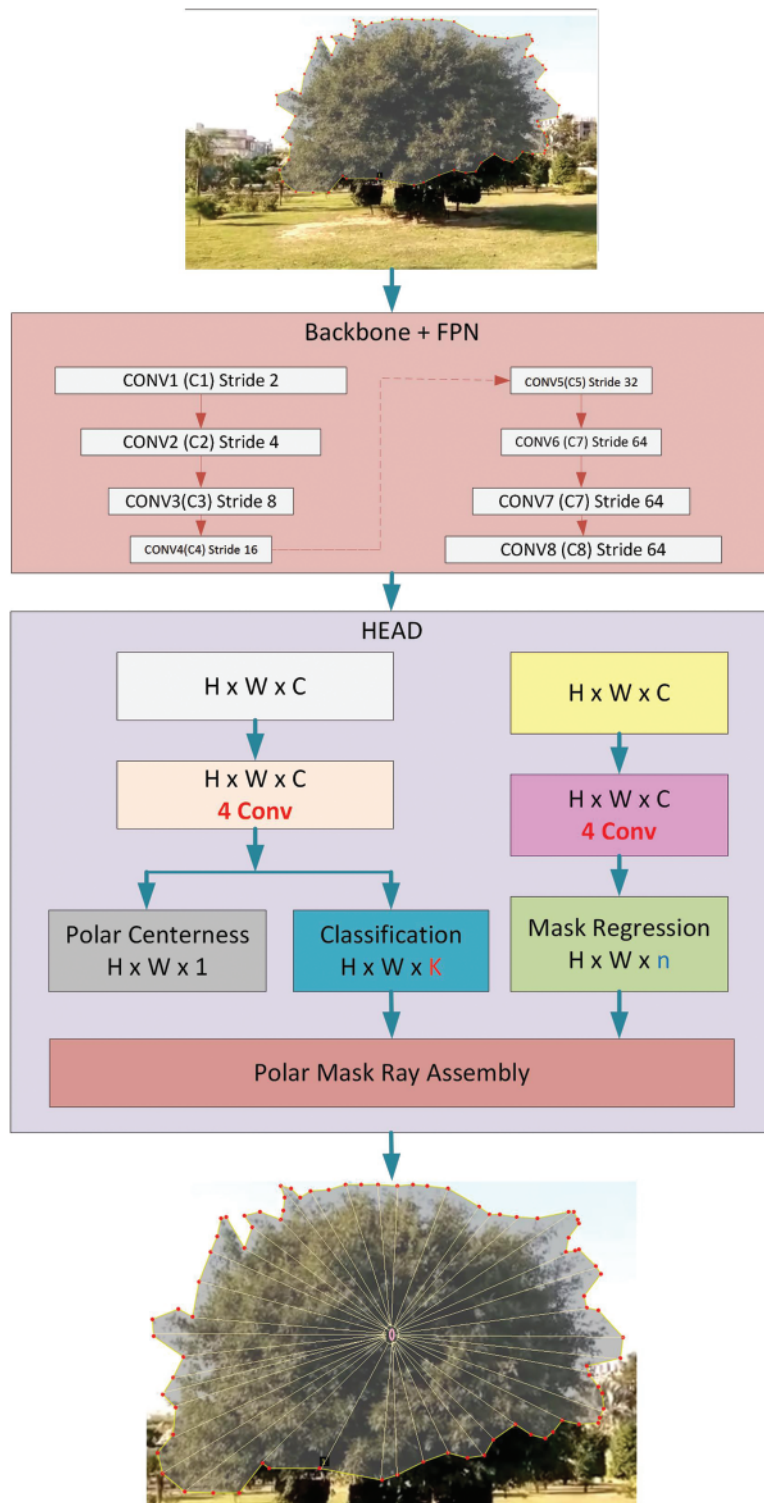 Backbone + FPN
CONV1 (C1) Stride 2
CONV2 (C2) Stride 4
CONV3(C3) Stride 8
CONV4(C4) Stride 16
CONV5(C5) Stride 32
CONV6 (C7) Stride 64
CONV7 (C7) Stride 64
CONV8 (C8) Stride 64
HEAD
H x W x C
H x W x C
4 Conv
Polar Centerness
H x W x 1
Classification
H x W x K
H x W x C
H x W x C
4 Conv
Mask Regression
H x W x n
Polar Mask Ray Assembly